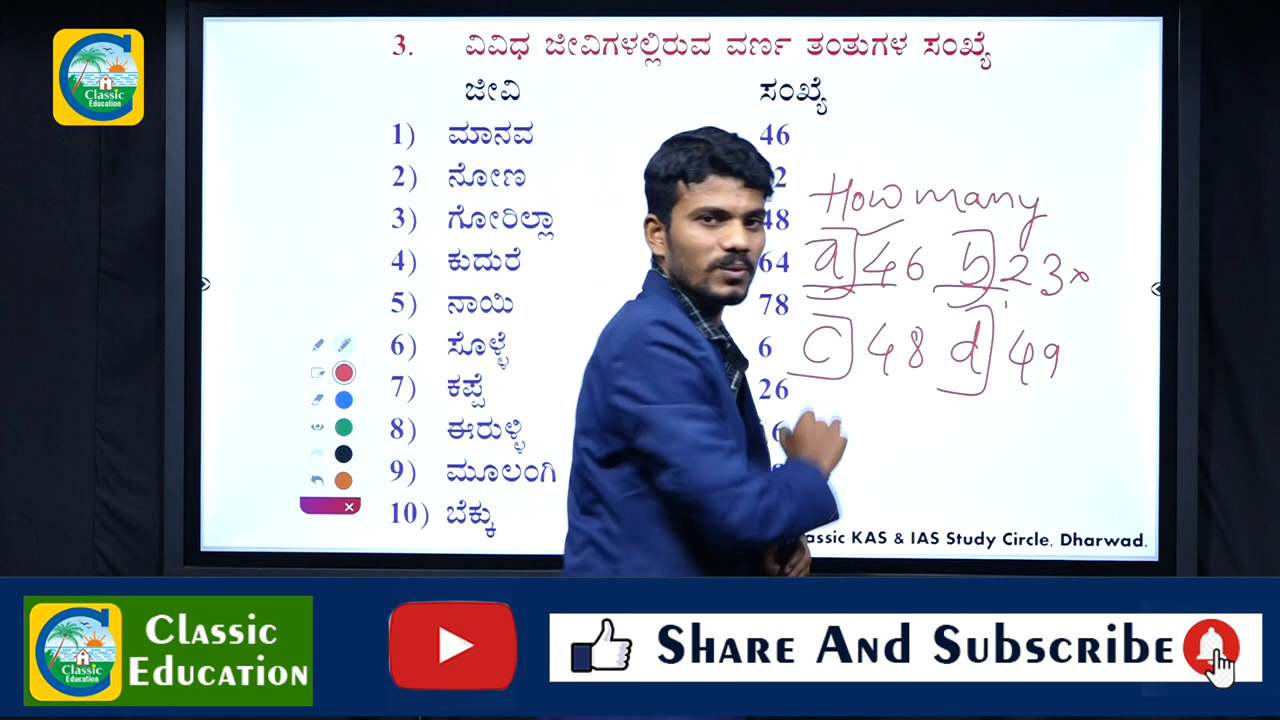 Classic
Education
3. ವಿವಿಧ ಜೀವಿಗಳಲ್ಲಿರುವ ವರ್ಣ ತಂತುಗಳ ಸಂಖ್ಯೆ
ಜೀವಿ ಸಂಖ್ಯೆ
1) ಮಾನವ 46
2) ನೋಣ
3) ಗೋರಿಲ್ಲಾ 48
4) ಕುದುರೆ 64
5) ನಾಯಿ 78
6) ಸೊಳ್ಳೆ 6
7) ಕಪ್ಪೆ 26
8) ಈರುಳ್ಳಿ
9) ಮೂಲಂಗಿ
10) ಬೆಕ್ಕು
How many
a) 46 b) 23x
c) 48 d) 49
KAS & IAS Study Circle, Dharwad.
Classic
Education
Classic
Education
Share And Subscribe